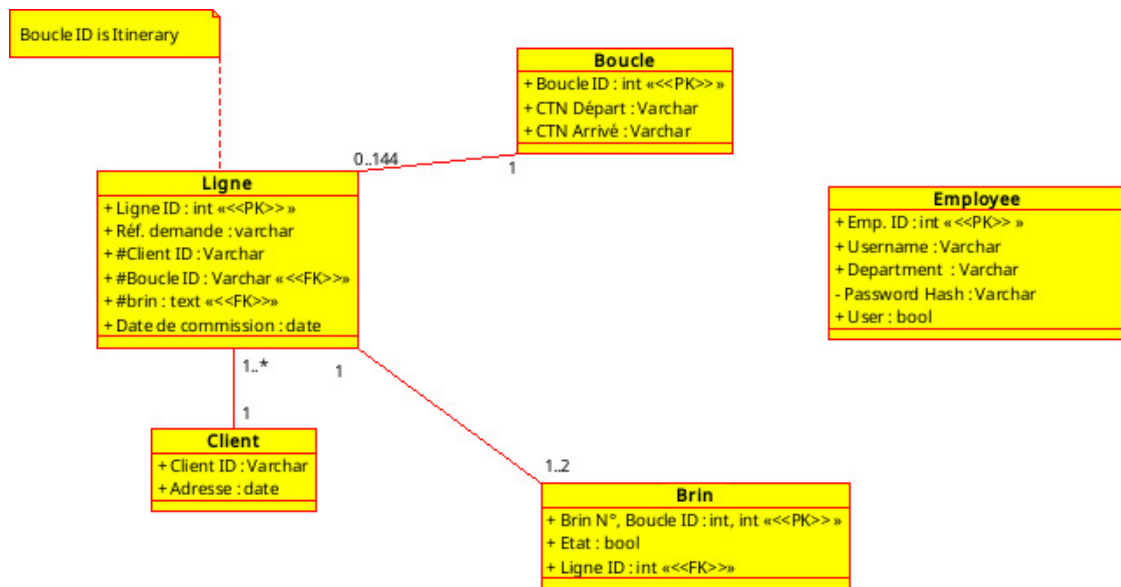 Boucle ID is Itinerary
Boucle
+ Boucle ID : int «<<PK>> »
+ CTN Départ : Varchar
+ CTN Arrivé : Varchar
0..144
1
Ligne
+ Ligne ID : int «<<PK>> »
+ Réf. demande : varchar
+ #Client ID : Varchar
+ #Boucle ID : Varchar «<<FK>>»
+ #brin : text «<<FK>>»
+ Date de commission : date
Employee
+ Emp. ID : int «<<PK>> »
+ Username : Varchar
+ Department : Varchar
- Password Hash : Varchar
+ User : bool
1..*
1
1
Client
+ Client ID : Varchar
+ Adresse : date
1..2
Brin
+ Brin N°, Boucle ID : int, int «<<PK>> »
+ Etat : bool
+ Ligne ID : int «<<FK>>»